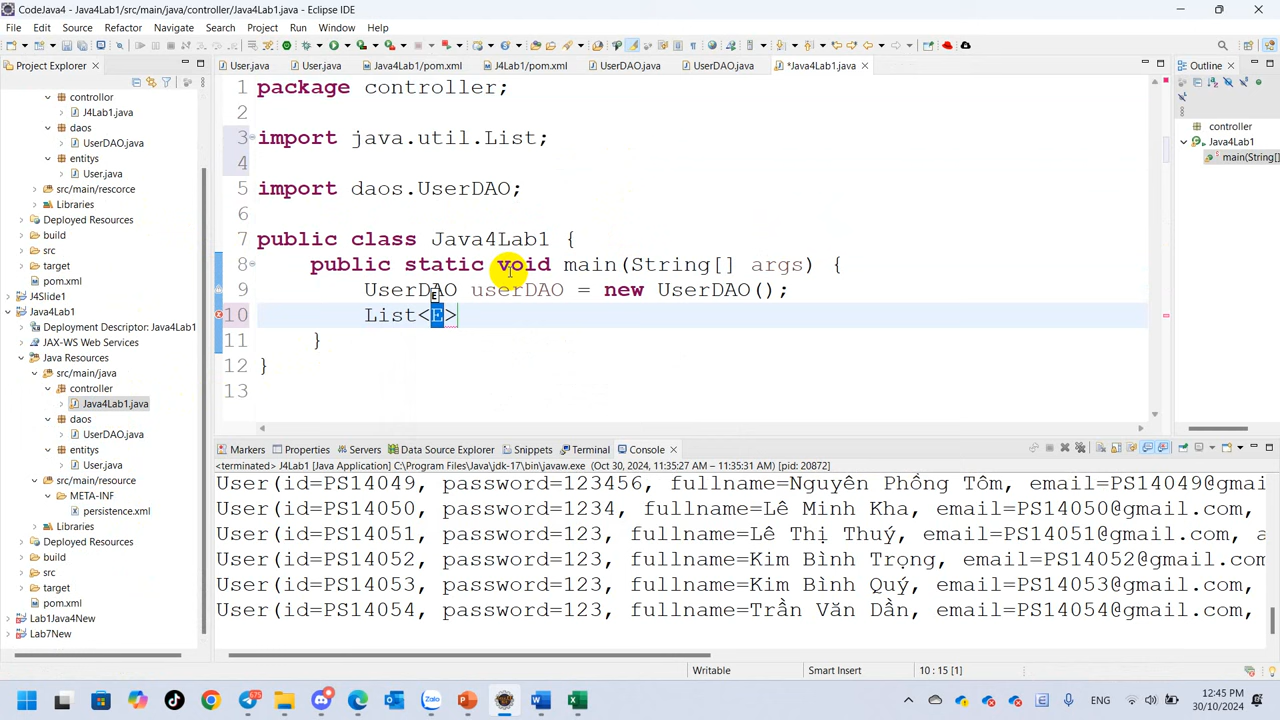 CodeJava4 - Java4Lab1/src/main/java/controller/Java4Lab1.java - Eclipse IDE
File Edit Source Refactor Navigate Search Project Run Window Help
Project Explorer
User.java User.java Java4Lab1/pom.xml J4Lab1/pom.xml UserDAO.java UserDAO.java *Java4Lab1.java
Outline
controllor
J4Lab1.java
daos
UserDAO.java
entitys
User.java
src/main/rescorce
Libraries
Deployed Resources
build
src
target
pom.xml
J4Slide1
Java4Lab1
Deployment Descriptor: Java4Lab1
JAX-WS Web Services
Java Resources
src/main/java
controller
Java4Lab1.java
daos
UserDAO.java
entitys
User.java
src/main/resource
META-INF
persistence.xml
Libraries
Deployed Resources
build
src
target
pom.xml
Lab1Java4New
Lab7New
1 package controller;
2
3 import java.util.List;
4
5 import daos.UserDAO;
6
7 public class Java4Lab1 {
8 public static void main(String[] args) {
9 UserDAO userDAO = new UserDAO();
10 List<E>
11 }
12 }
13
controller
Java4Lab1
main(String[]
Markers Properties Servers Data Source Explorer Snippets Terminal Console
<terminated> J4Lab1 [Java Application] C:\Program Files\Java\jdk-17\bin\javaw.exe (Oct 30, 2024, 11:35:27 AM – 11:35:31 AM) [pid: 20872]
User(id=PS14049, password=123456, fullname=Nguyên Phồng Tôm, email=PS14049@gmai
User(id=PS14050, password=1234, fullname=Lê Minh Kha, email=PS14050@gmail.com,
User(id=PS14051, password=123, fullname=Lê Thị Thuý, email=PS14051@gmail.com, a
User(id=PS14052, password=123, fullname=Kim Bình Trọng, email=PS14052@gmail.com
User(id=PS14053, password=123, fullname=Kim Bình Quý, email=PS14053@gmail.com,
User(id=PS14054, password=123, fullname=Trần Văn Dần, email=PS14054@gmail.com,
Writable Smart Insert 10 : 15 [1]
ENG
12:45 PM
30/10/2024